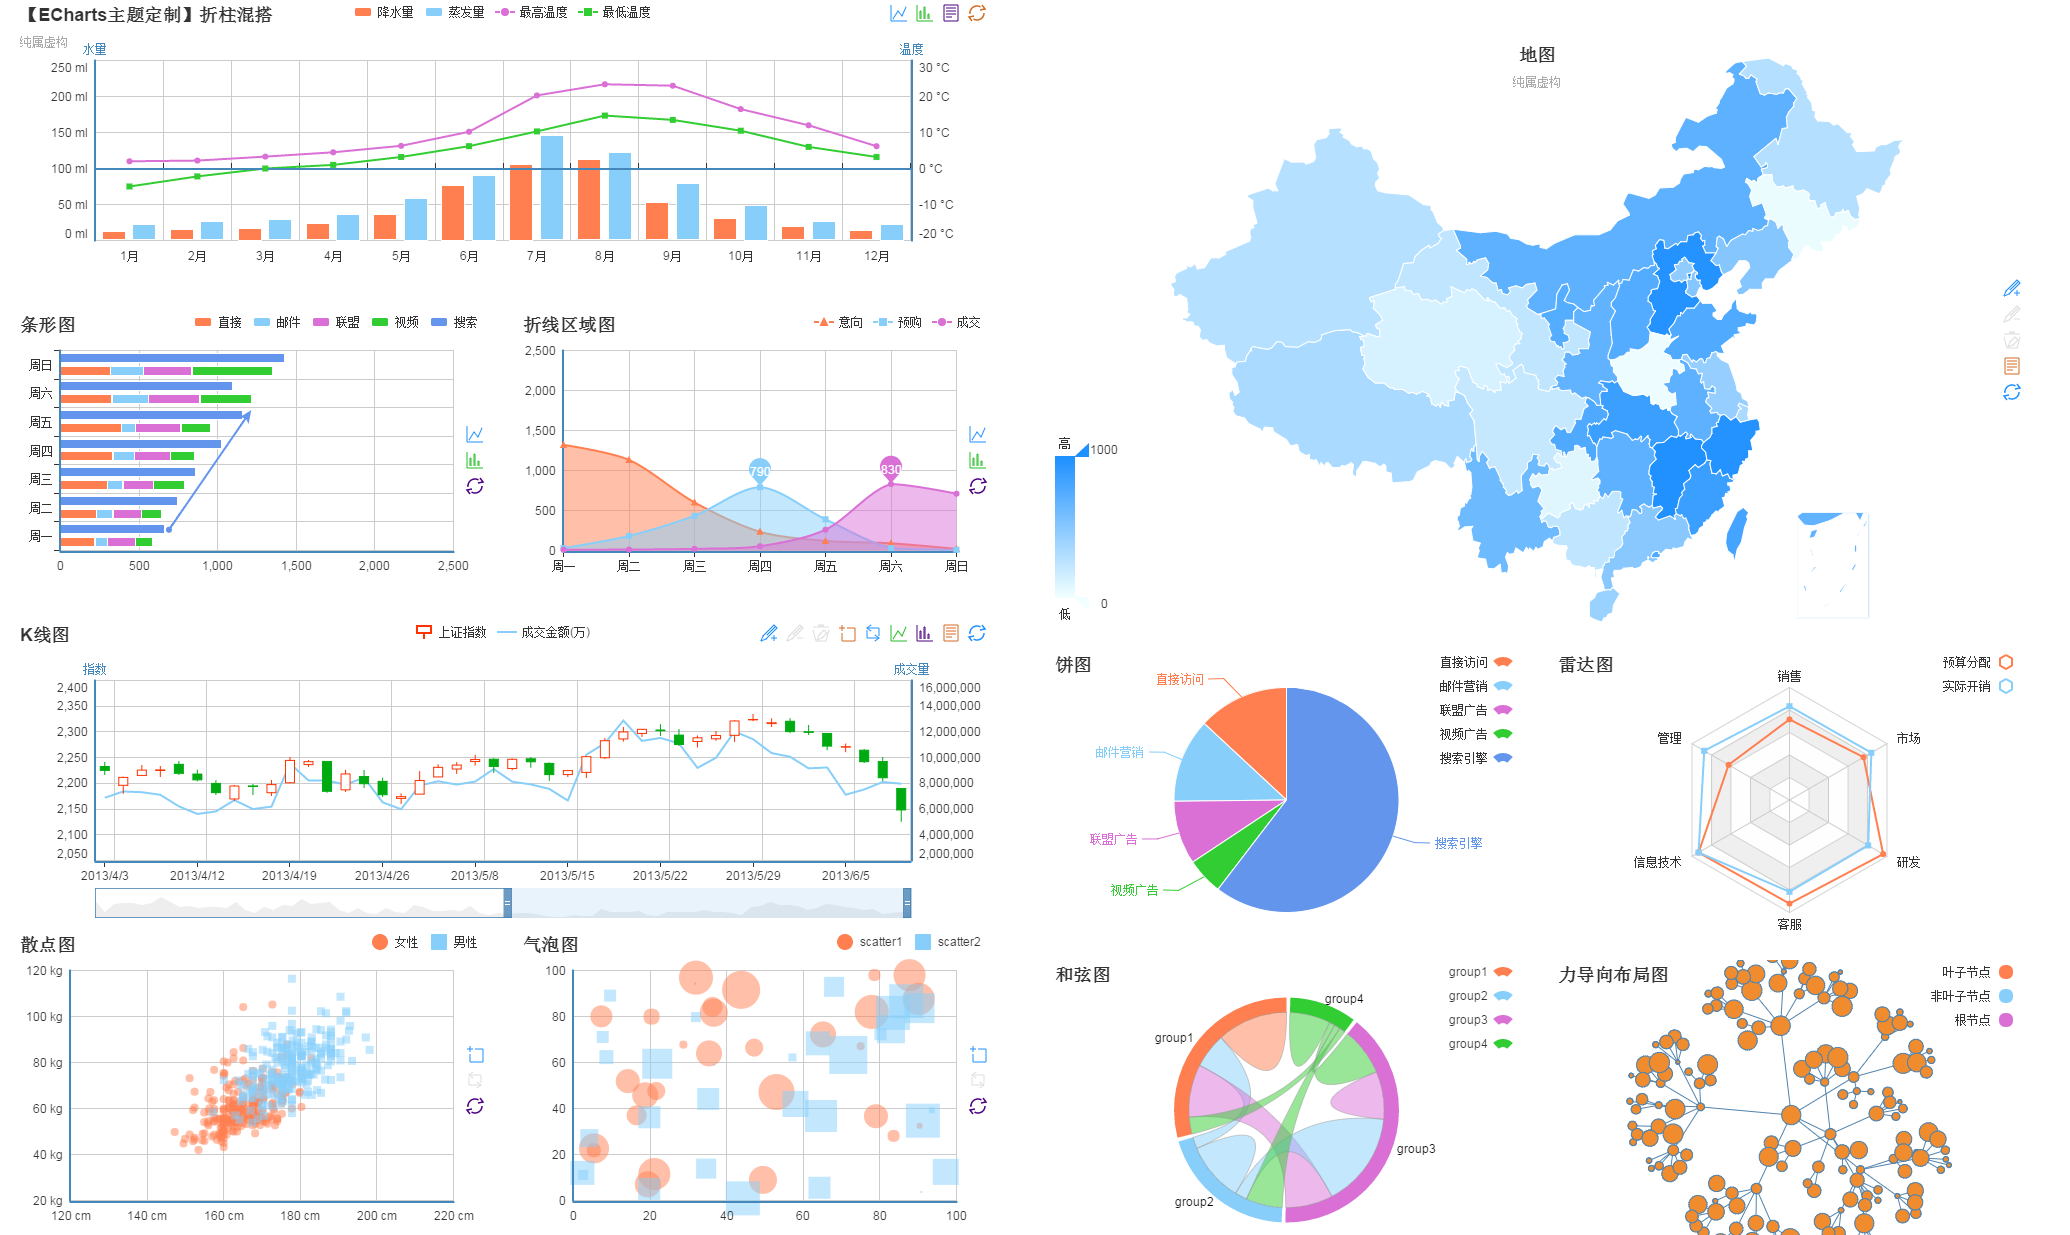 【ECharts主题定制】折柱混搭
纯属虚构
降水量 蒸发量 最高温度 最低温度
水量 温度
250 ml 30 °C
200 ml 20 °C
150 ml 10 °C
100 ml 0 °C
50 ml -10 °C
0 ml -20 °C
1月 2月 3月 4月 5月 6月 7月 8月 9月 10月 11月 12月
条形图
直接 邮件 联盟 视频 搜索
周日
周六
周五
周四
周三
周二
周一
0 500 1,000 1,500 2,000 2,500
折线区域图
意向 预购 成交
2,500
2,000
1,500
1,000
500
0
790
830
周一 周二 周三 周四 周五 周六 周日
K线图
上证指数 成交金额(万)
指数 成交量
2,400 16,000,000
2,350 14,000,000
2,300 12,000,000
2,250 10,000,000
2,200 8,000,000
2,150 6,000,000
2,100 4,000,000
2,050 2,000,000
2013/4/3 2013/4/12 2013/4/19 2013/4/26 2013/5/8 2013/5/15 2013/5/22 2013/5/29 2013/6/5
散点图
女性 男性
120 kg
100 kg
80 kg
60 kg
40 kg
20 kg
120 cm 140 cm 160 cm 180 cm 200 cm 220 cm
气泡图
scatter1 scatter2
100
80
60
40
20
0
0 20 40 60 80 100
地图
纯属虚构
高
1000
0
低
饼图
直接访问
邮件营销
联盟广告
视频广告
搜索引擎
直接访问
邮件营销
联盟广告
视频广告
搜索引擎
雷达图
预算分配
实际开销
销售
管理 市场
信息技术 研发
客服
和弦图
group1
group2
group3
group4
group4
group1
group3
group2
力导向布局图
叶子节点
非叶子节点
根节点